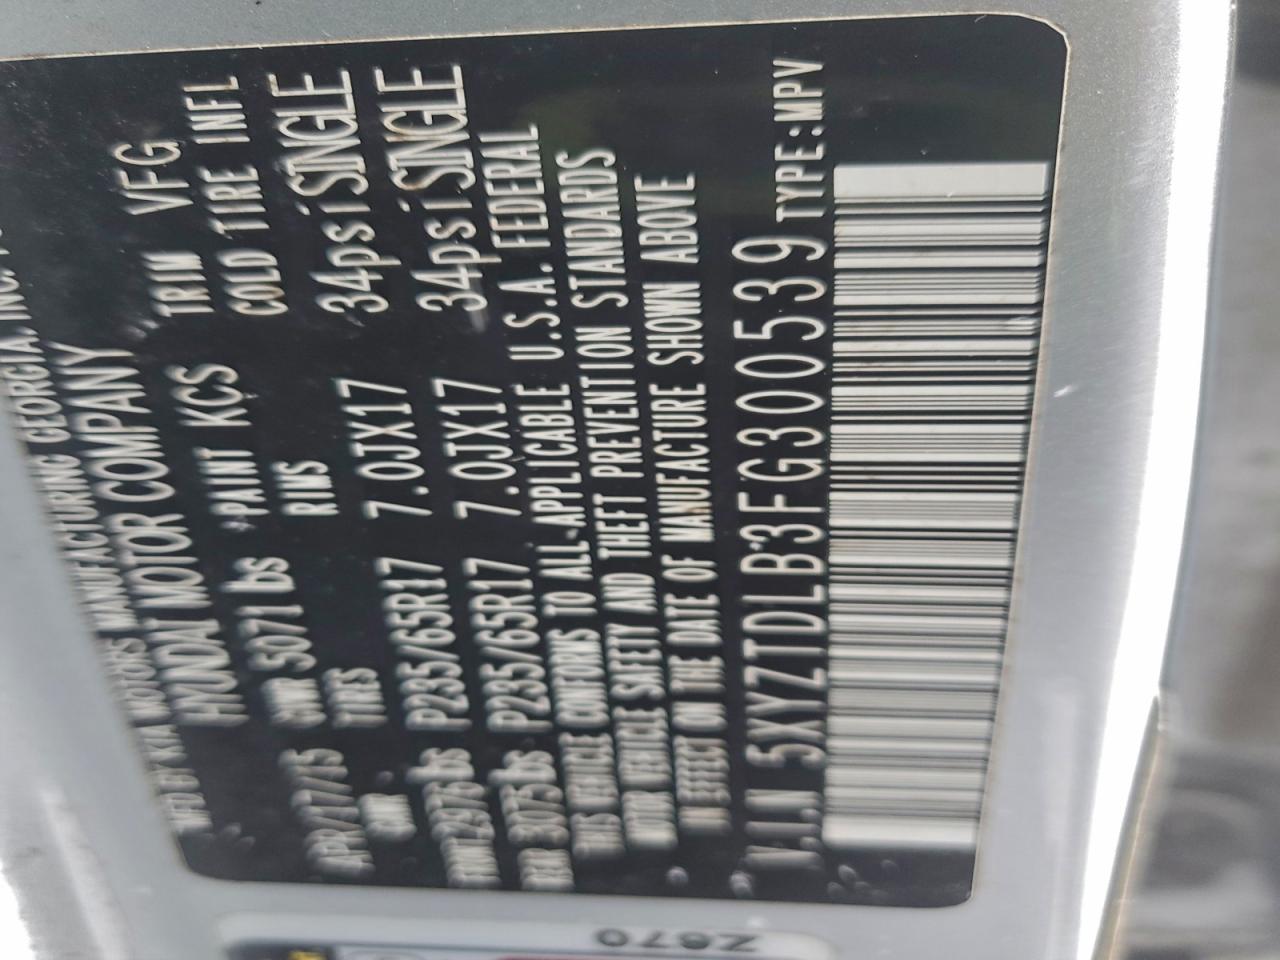 MFD BY KIA MOTORS MANUFACTURING GEORGIA, INC.
HYUNDAI MOTOR COMPANY
PAINT KCS TRIM VFG
APR/17/15 GVWR 5071 lbs
GAWR TIRES RIMS COLD TIRE INFL
FRNT 2976 lbs P235/65R17 7.0JX17 34psi SINGLE
REAR 3075 lbs P235/65R17 7.0JX17 34psi SINGLE
THIS VEHICLE CONFORMS TO ALL-APPLICABLE U.S.A. FEDERAL
MOTOR VEHICLE SAFETY AND THEFT PREVENTION STANDARDS
IN EFFECT ON THE DATE OF MANUFACTURE SHOWN ABOVE
V.I.N 5XYZTDLB3FG300539 TYPE:MPV
Z670